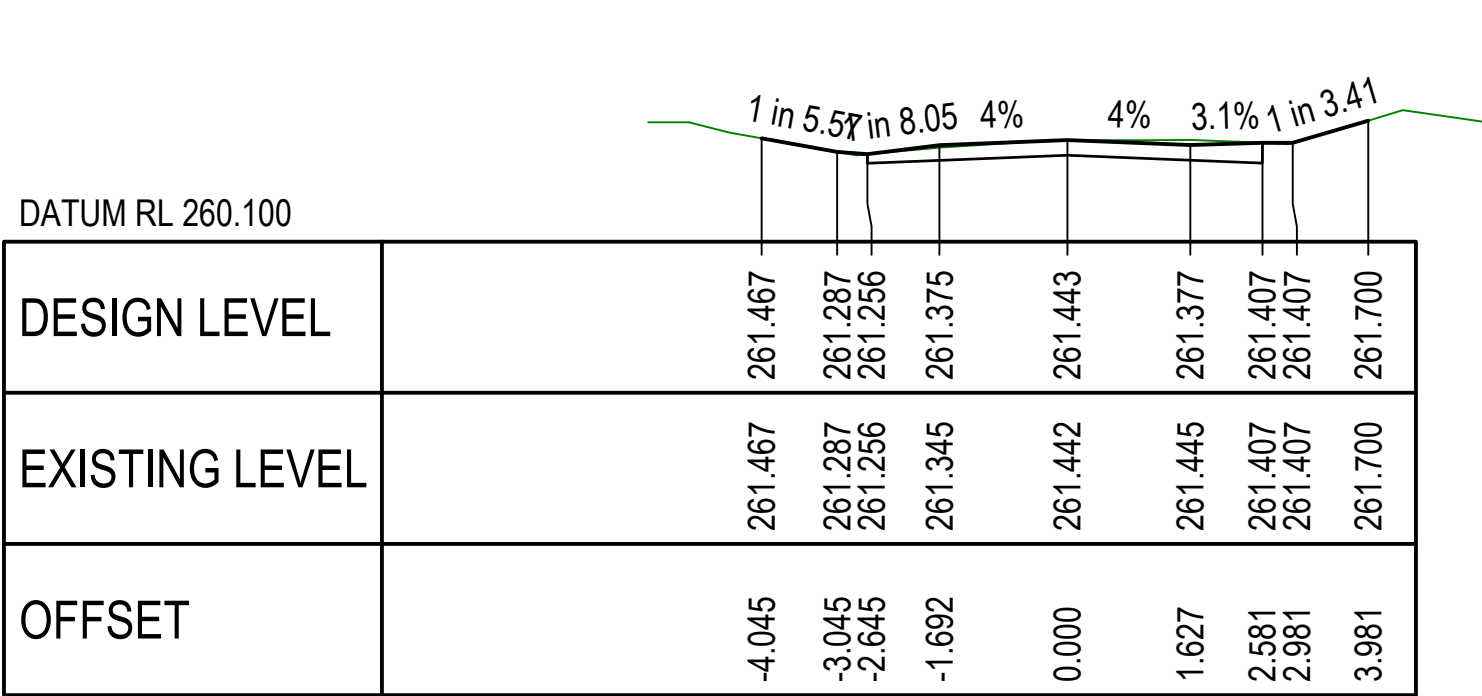 1 in 5.57 1 in 8.05 4% 4% 3.1% 1 in 3.41
DATUM RL 260.100
DESIGN LEVEL 261.467 261.287 261.256 261.375 261.443 261.377 261.407 261.407 261.700
EXISTING LEVEL 261.467 261.287 261.256 261.345 261.442 261.445 261.407 261.407 261.700
OFFSET -4.045 -3.045 -2.645 -1.692 0.000 1.627 2.581 2.981 3.981